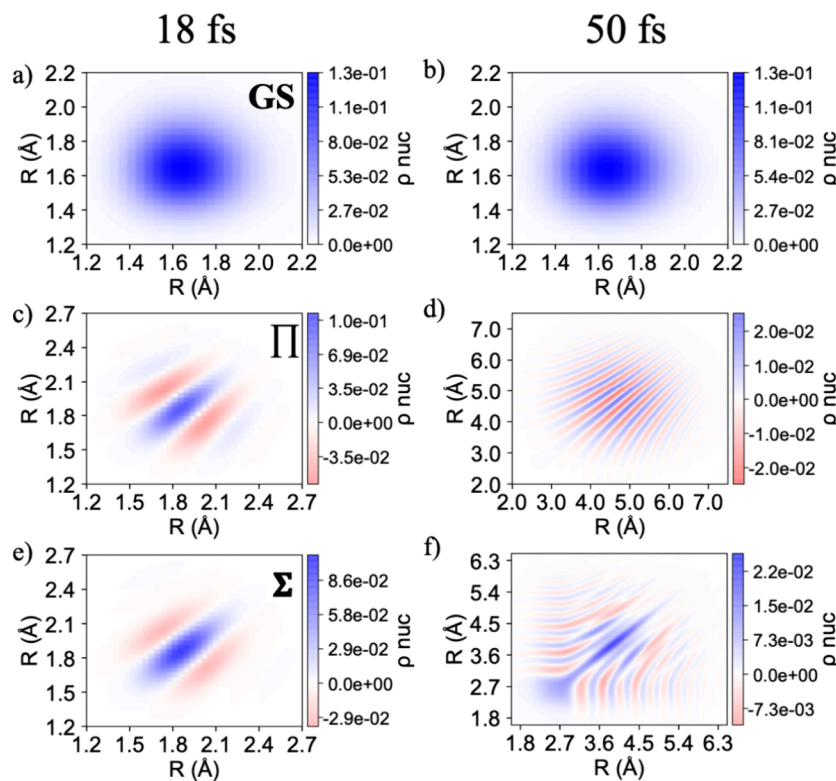 18 fs 50 fs
a) b)
GS
2.2
2.0
1.8
1.6
1.4
1.2
R (Å)
1.2 1.4 1.6 1.8 2.0 2.2
R (Å)
1.3e-01
1.1e-01
8.1e-02
5.3e-02
2.7e-02
0.0e+00
ρ nuc
2.2
2.0
1.8
1.6
1.4
1.2
R (Å)
1.2 1.4 1.6 1.8 2.0 2.2
R (Å)
1.3e-01
1.1e-01
8.1e-02
5.3e-02
2.7e-02
0.0e+00
ρ nuc
c) d)
∏
2.7
2.4
2.1
1.8
1.5
1.2
R (Å)
1.2 1.5 1.8 2.1 2.4 2.7
R (Å)
1.0e-01
6.9e-02
3.5e-02
0.0e+00
-3.5e-02
ρ nuc
7.0
6.0
5.0
4.0
3.0
2.0
R (Å)
2.0 3.0 4.0 5.0 6.0 7.0
R (Å)
2.0e-02
1.0e-02
0.0e+00
-1.0e-02
-2.0e-02
ρ nuc
e) f)
Σ
2.7
2.4
2.1
1.8
1.5
1.2
R (Å)
1.2 1.5 1.8 2.1 2.4 2.7
R (Å)
8.6e-02
5.8e-02
2.9e-02
0.0e+00
-2.9e-02
ρ nuc
6.3
5.4
4.5
3.6
2.7
1.8
R (Å)
1.8 2.7 3.6 4.5 5.4 6.3
R (Å)
2.2e-02
1.5e-02
7.3e-03
0.0e+00
-7.3e-03
ρ nuc